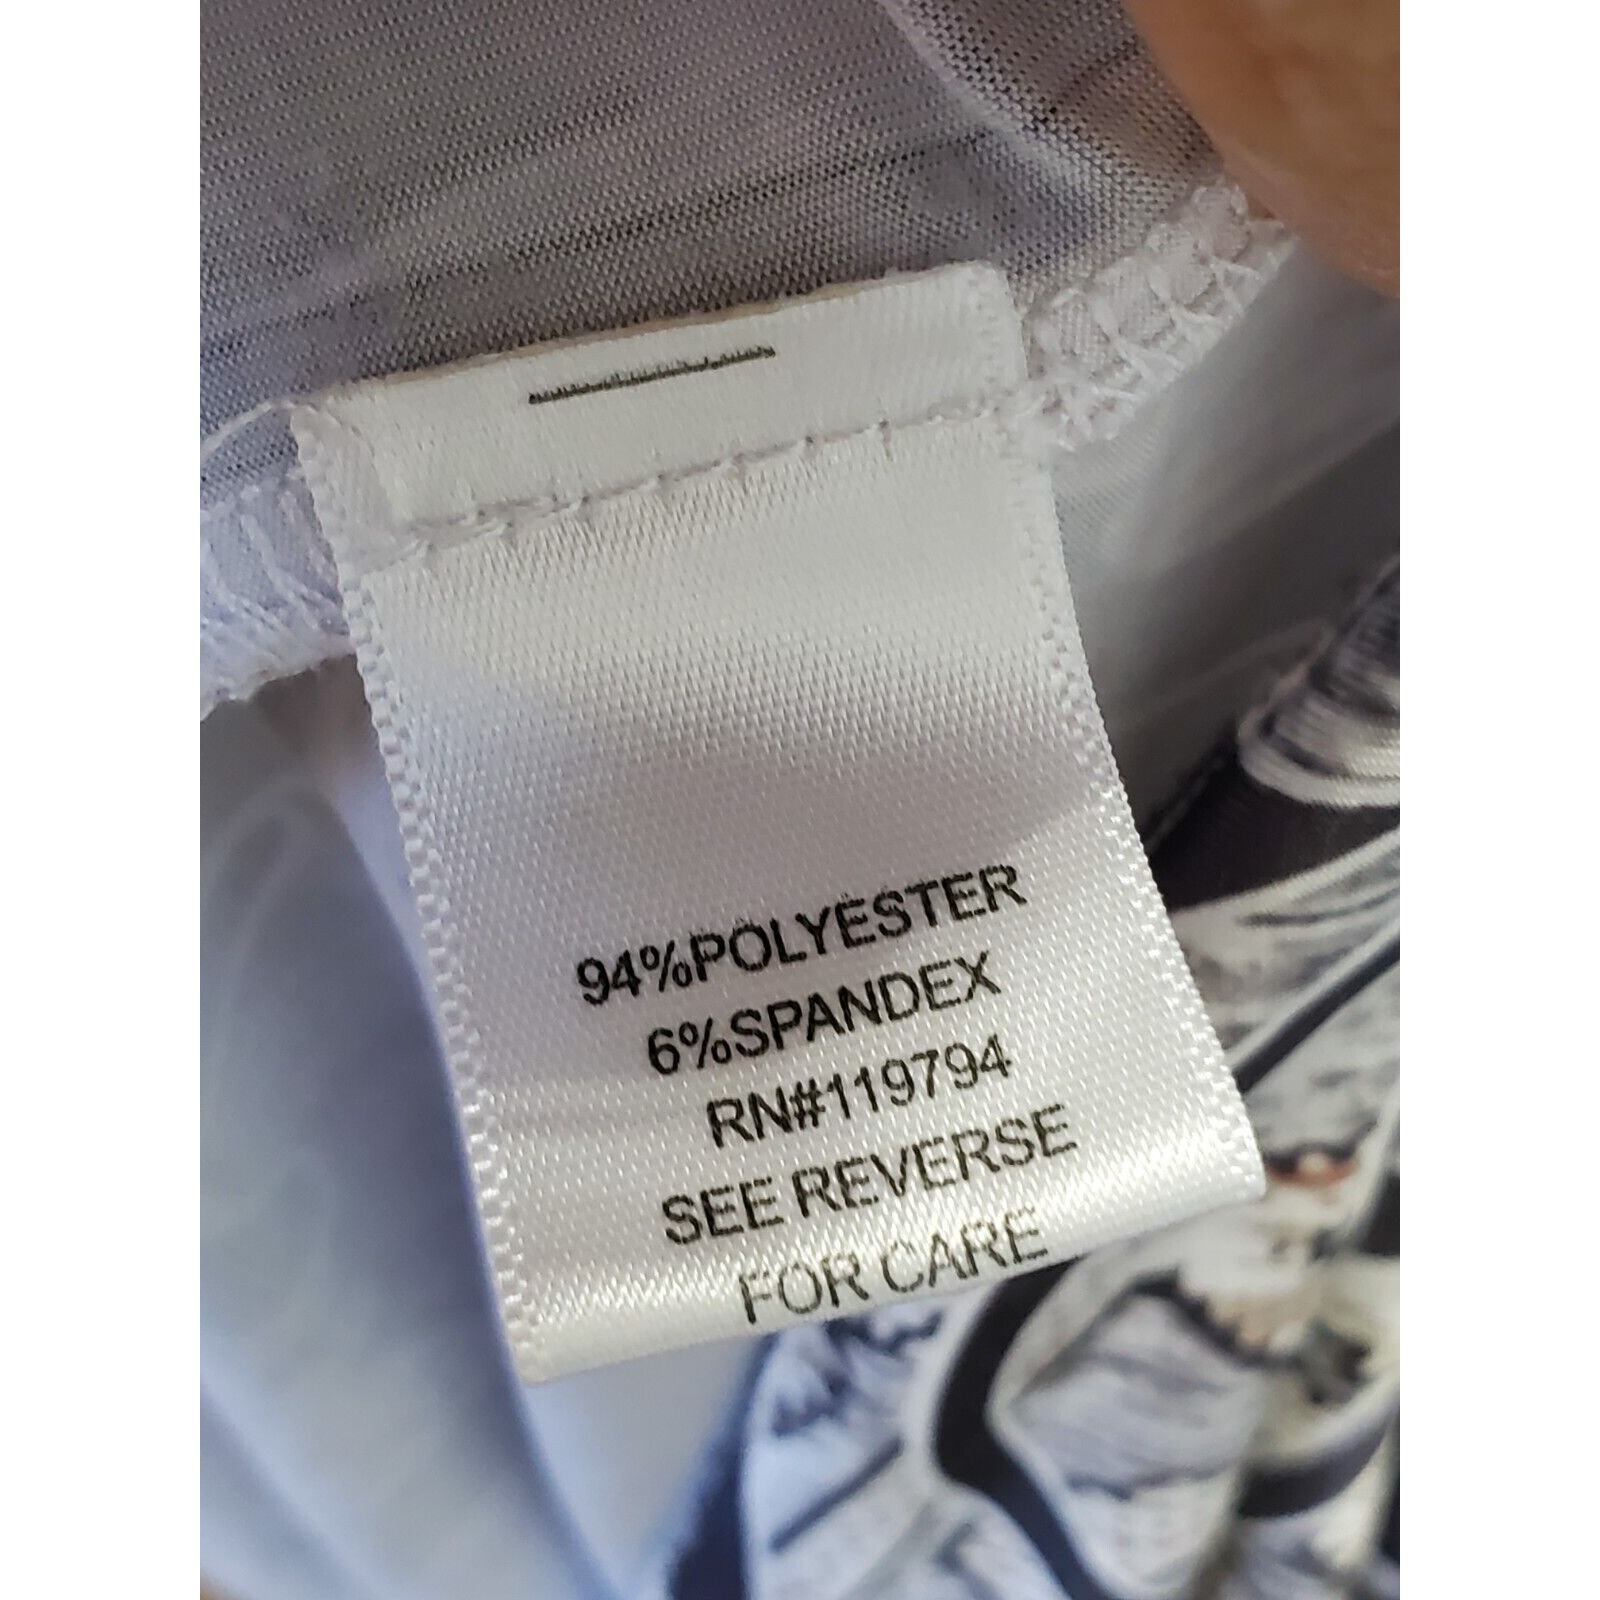 94%POLYESTER
6%SPANDEX
RN#119794
SEE REVERSE
FOR CARE